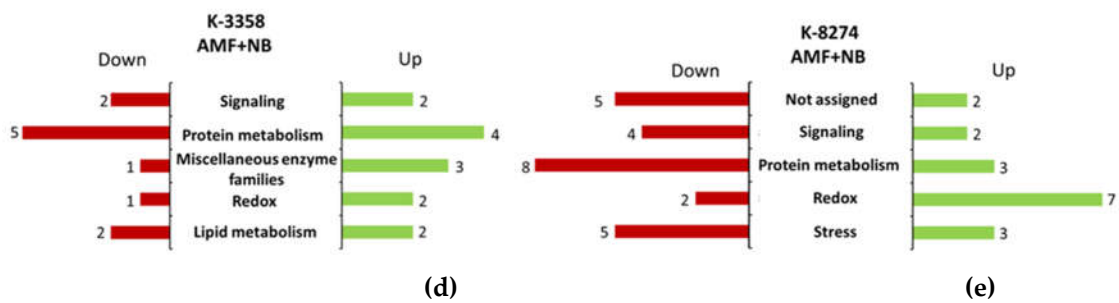 K-3358
AMF+NB
Down
Up
2 Signaling 2
5 Protein metabolism 4
1 Miscellaneous enzyme families 3
1 Redox 2
2 Lipid metabolism 2
(d)
K-8274
AMF+NB
Down
Up
5 Not assigned 2
4 Signaling 2
8 Protein metabolism 3
2 Redox 7
5 Stress 3
(e)